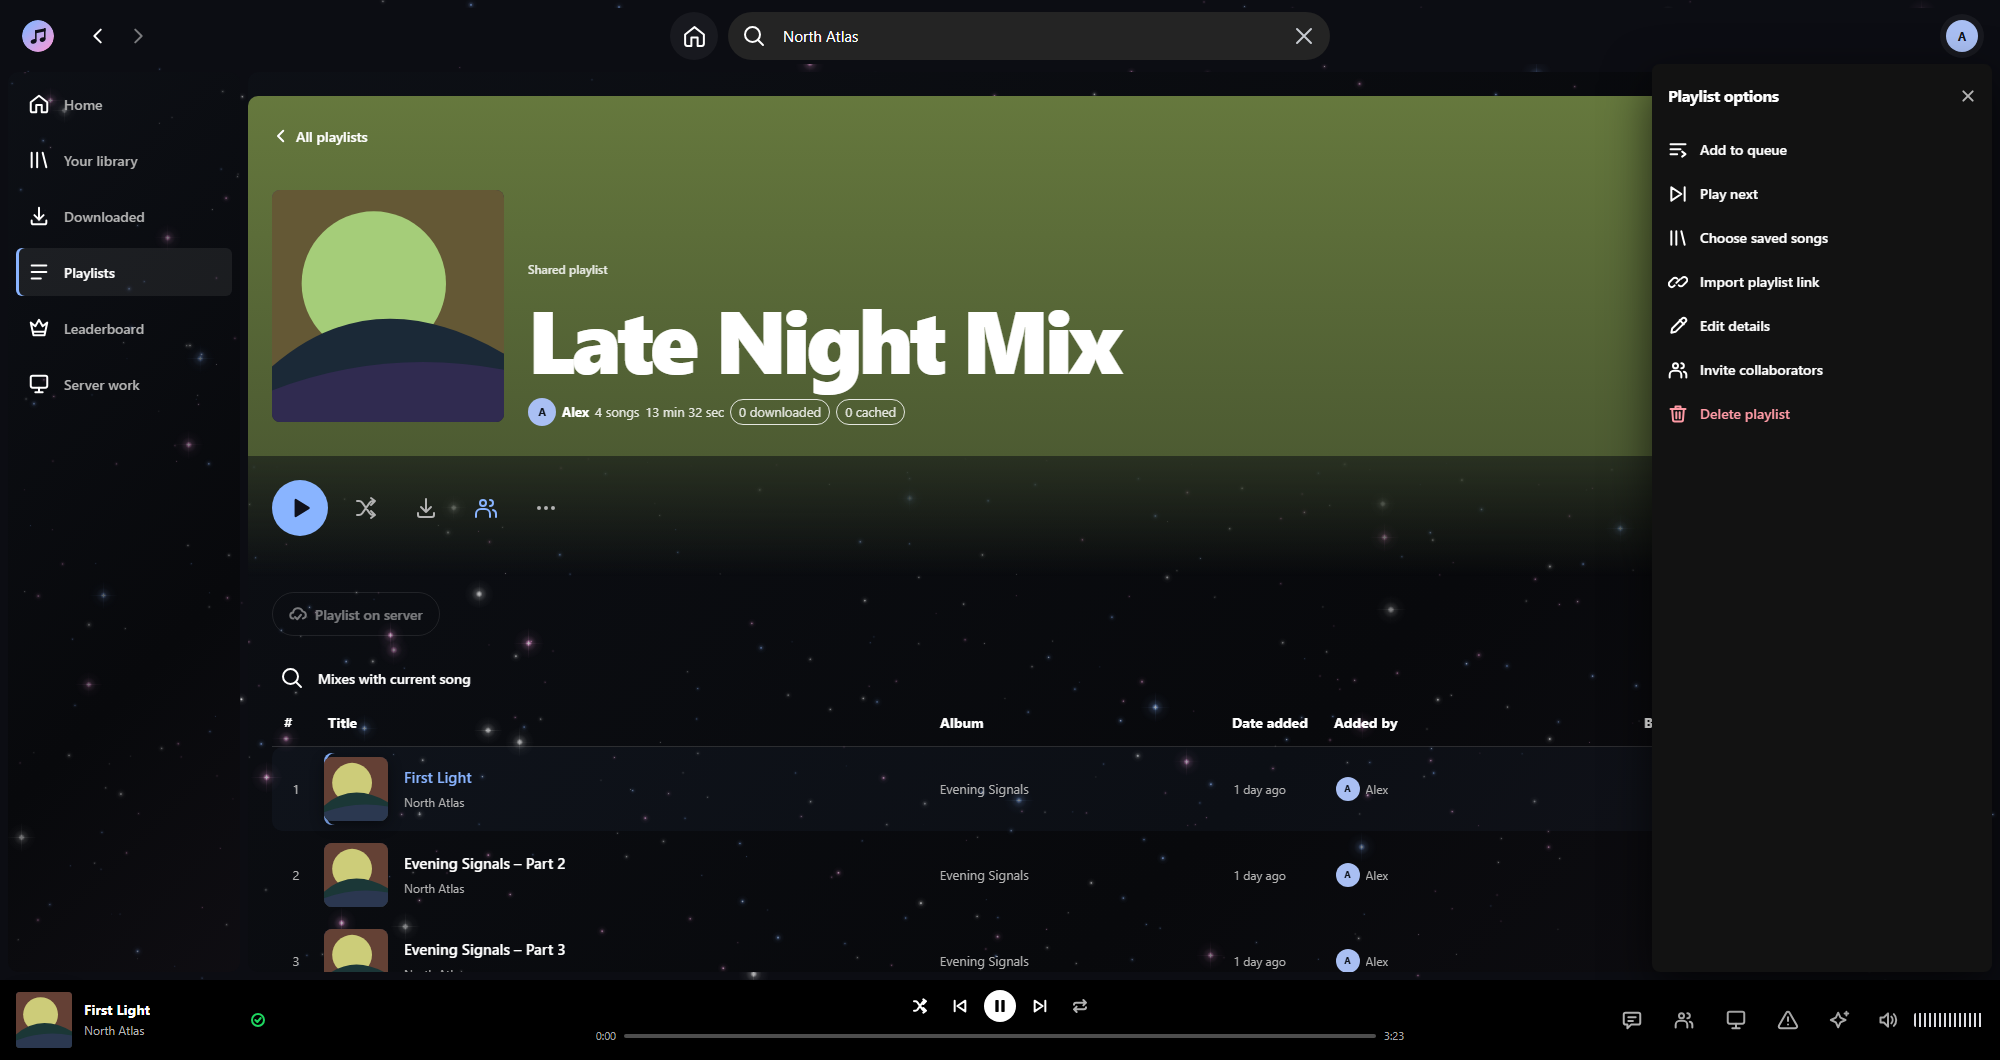 North Atlas
A
Home
Your library
Downloaded
Playlists
Leaderboard
Server work
All playlists
Shared playlist
Late Night Mix
A Alex 4 songs 13 min 32 sec 0 downloaded 0 cached
Playlist on server
Mixes with current song
# Title Album Date added Added by B
1 First Light Evening Signals 1 day ago A Alex
North Atlas
2 Evening Signals – Part 2 Evening Signals 1 day ago A Alex
North Atlas
3 Evening Signals – Part 3 Evening Signals 1 day ago A Alex
Playlist options
Add to queue
Play next
Choose saved songs
Import playlist link
Edit details
Invite collaborators
Delete playlist
First Light
North Atlas
0:00 3:23